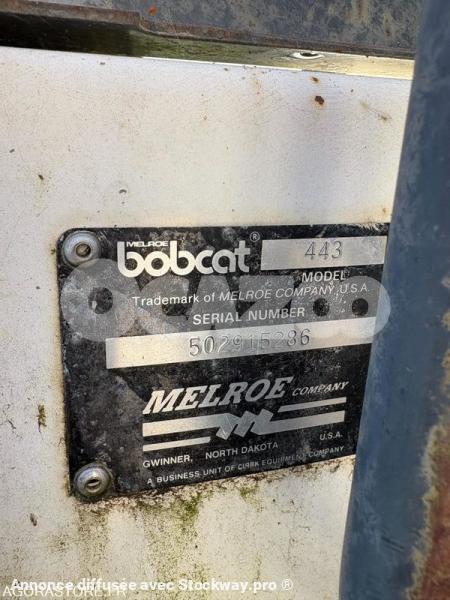 MELROE
bobcat ® 443
MODEL
Trademark of MELROE COMPANY, U.S.A.
SERIAL NUMBER
502915286
OCAZOO
MELROE COMPANY
GWINNER, NORTH DAKOTA U.S.A.
A BUSINESS UNIT OF CLARK EQUIPMENT COMPANY
Annonce diffusée avec Stockway.pro ®
AGORASTORE.FR